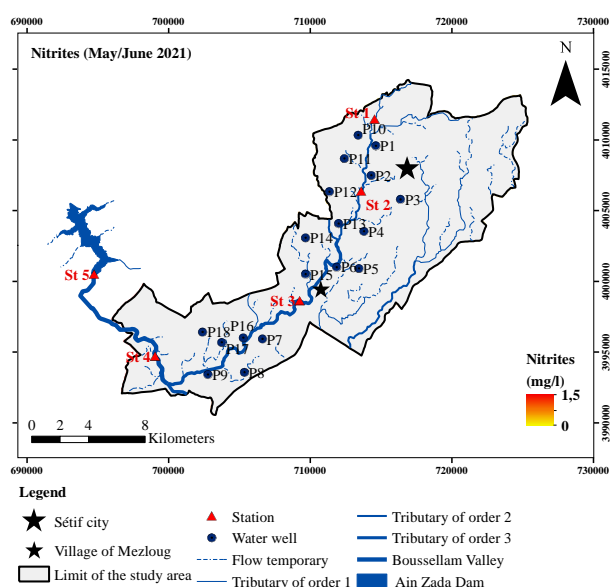 690000 700000 710000 720000 730000
Nitrites (May/June 2021)
N
4015000
4010000
4005000
4000000
3995000
3990000
St 1
P10
P1
P11
P2
P12
St 2
P3
P13
P4
P14
P6
P5
P15
St 5
St 3
P16
P18
P17
P7
St 4
P9
P8
Nitrites
(mg/l)
1,5
0
0 2 4 8
Kilometers
690000 700000 710000 720000 730000
Legend
Sétif city
Village of Mezloug
Limit of the study area
Station
Water well
Flow temporary
Tributary of order 1
Tributary of order 2
Tributary of order 3
Boussellam Valley
Ain Zada Dam